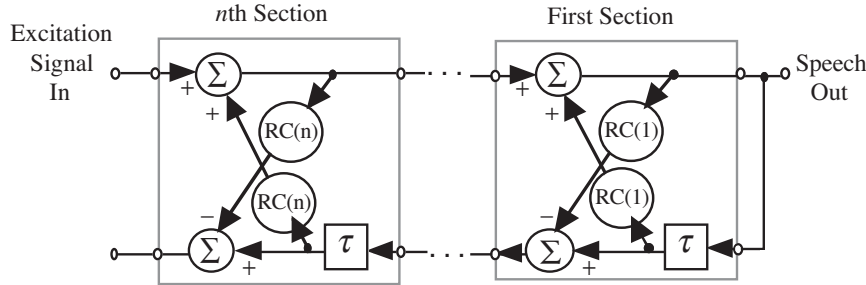 nth Section
First Section
Excitation
Signal
In
Σ
+
+
RC(n)
RC(n)
−
Σ
+
τ
. . .
. . .
Σ
+
+
RC(1)
RC(1)
−
Σ
+
τ
Speech
Out